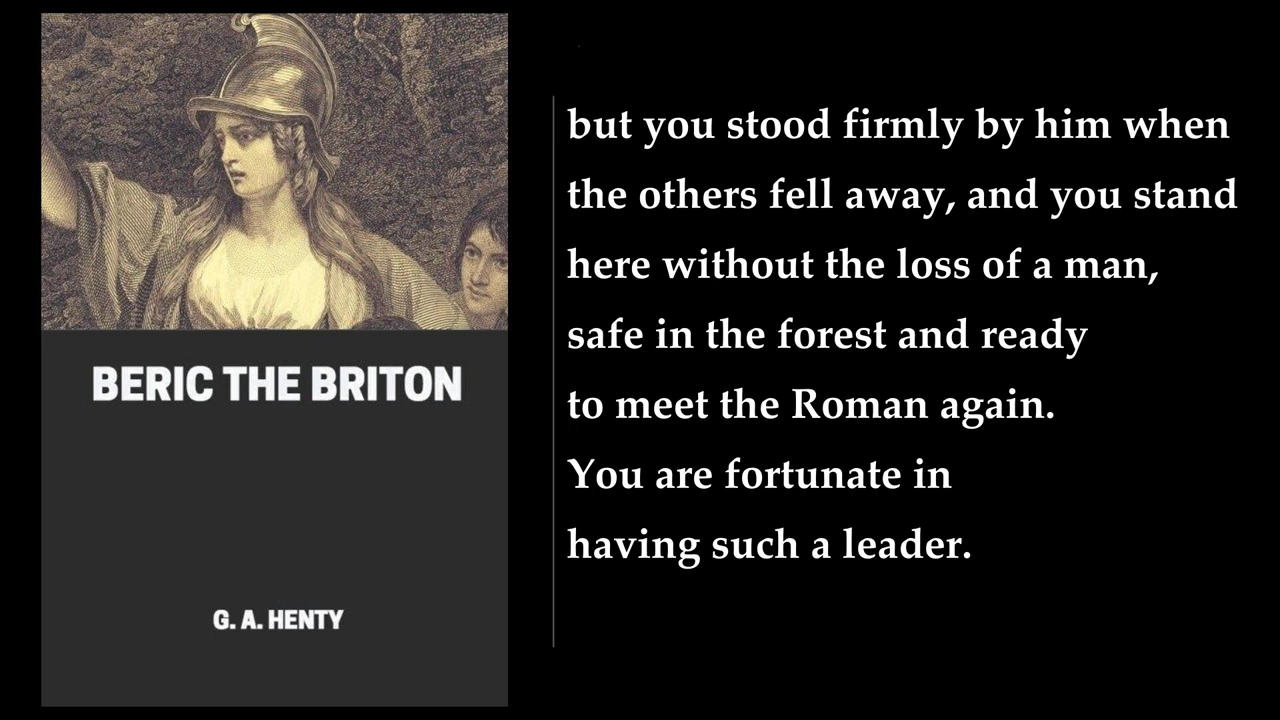 BERIC THE BRITON
G. A. HENTY
but you stood firmly by him when
the others fell away, and you stand
here without the loss of a man,
safe in the forest and ready
to meet the Roman again.
You are fortunate in
having such a leader.